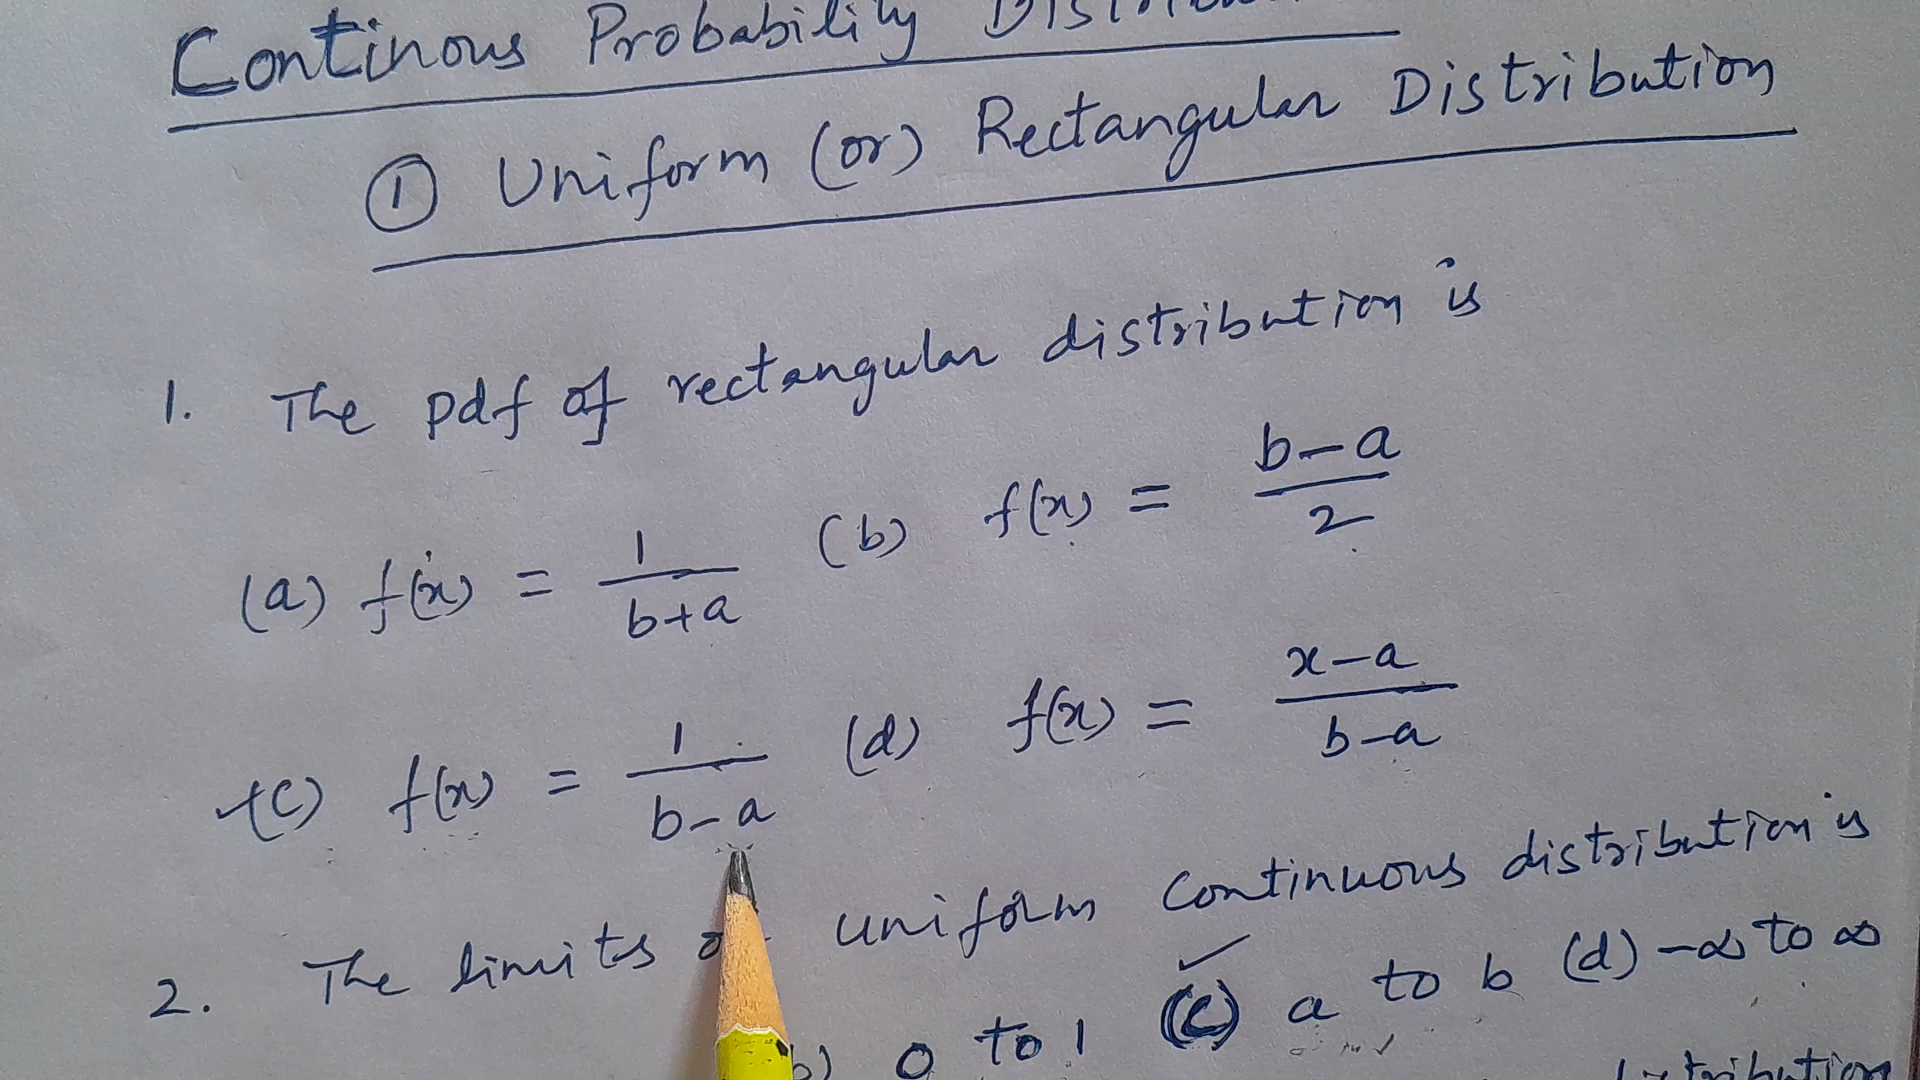 Continous Probability
① Uniform (or) Rectangular Distribution
1. The pdf of rectangular distribution is
(a) f(x) = 1/(b+a) (b) f(x) = (b-a)/2
(c) f(x) = 1/(b-a) (d) f(x) = (x-a)/(b-a)
2. The limits uniform continuous distribution is
b) 0 to 1 (c) a to b (d) -∞ to ∞